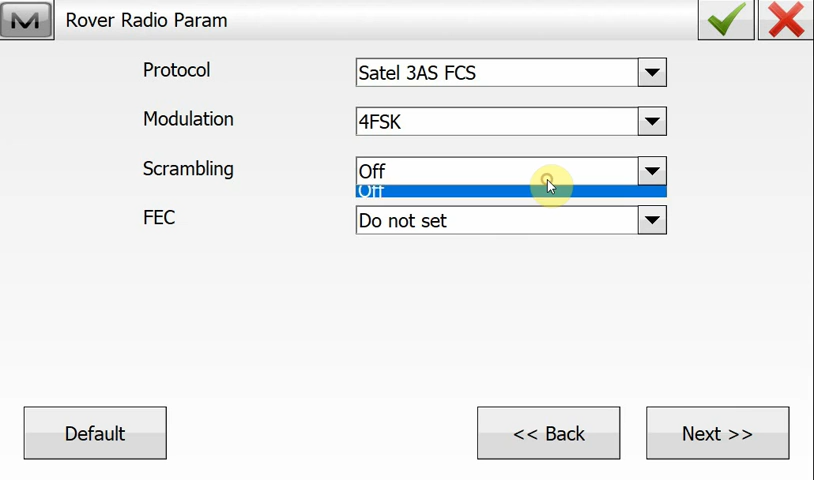 Rover Radio Param
Protocol
Satel 3AS FCS
Modulation
4FSK
Scrambling
Off
Off
FEC
Do not set
Default
<< Back
Next >>